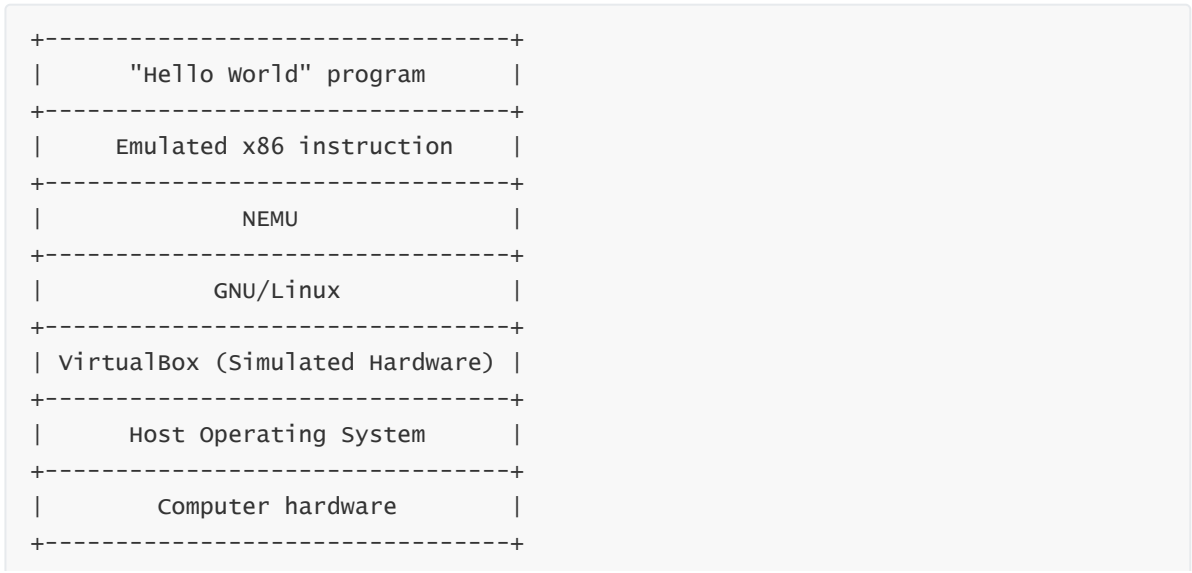 +---------------------------------+
|      "Hello World" program      |
+---------------------------------+
|     Emulated x86 instruction    |
+---------------------------------+
|              NEMU               |
+---------------------------------+
|            GNU/Linux            |
+---------------------------------+
| VirtualBox (Simulated Hardware) |
+---------------------------------+
|      Host Operating System      |
+---------------------------------+
|        Computer hardware        |
+---------------------------------+